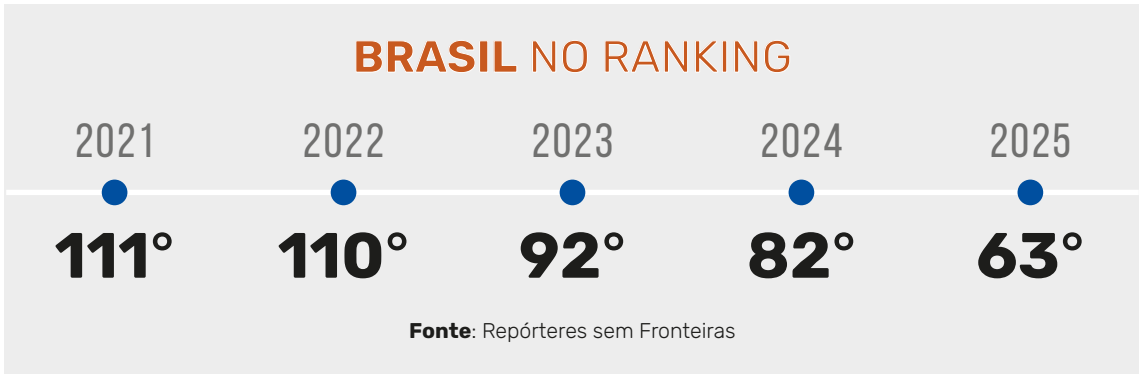 BRASIL NO RANKING
2021 2022 2023 2024 2025
111° 110° 92° 82° 63°
Fonte: Repórteres sem Fronteiras